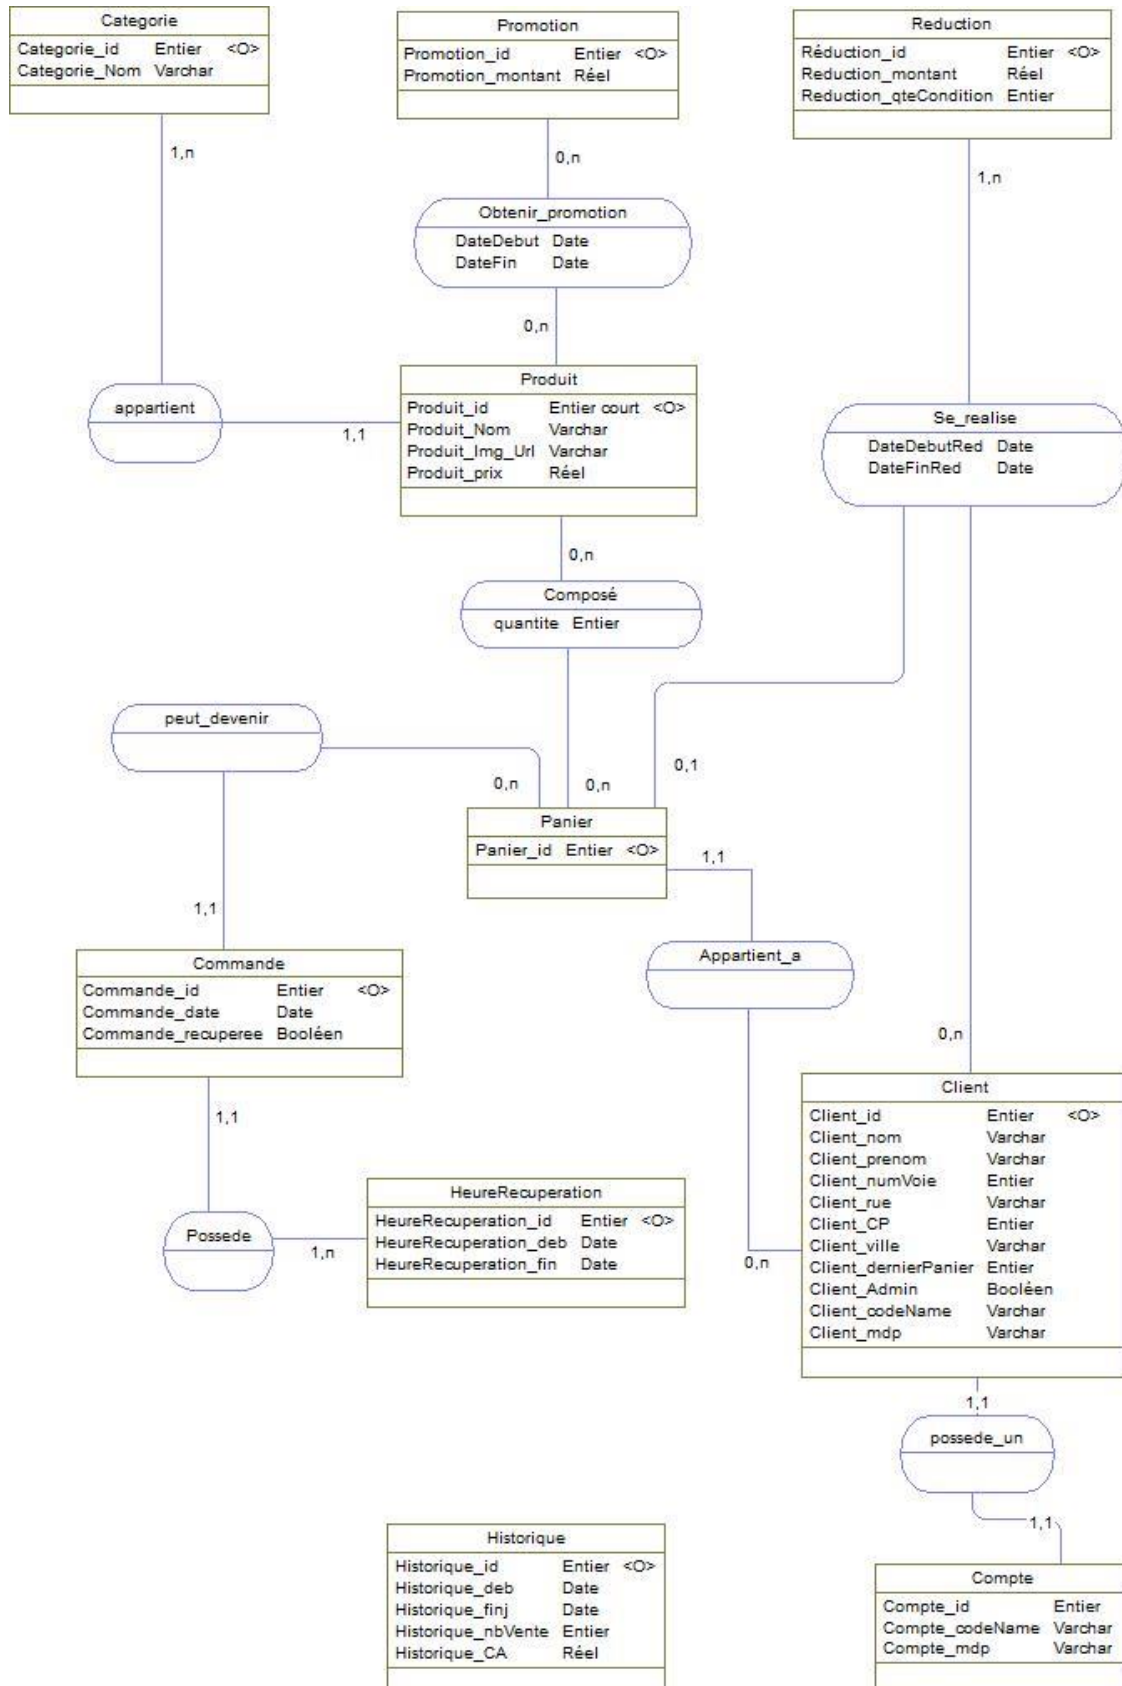 Categorie
Categorie_id Entier <O>
Categorie_Nom Varchar
Promotion
Promotion_id Entier <O>
Promotion_montant Réel
Reduction
Réduction_id Entier <O>
Reduction_montant Réel
Reduction_qteCondition Entier
1,n
0,n
1,n
Obtenir_promotion
DateDebut Date
DateFin Date
0,n
appartient
1,1
Produit
Produit_id Entier court <O>
Produit_Nom Varchar
Produit_Img_Url Varchar
Produit_prix Réel
Se_realise
DateDebutRed Date
DateFinRed Date
0,n
Composé
quantite Entier
peut_devenir
0,n
0,n
0,1
Panier
Panier_id Entier <O>
1,1
1,1
Appartient_a
Commande
Commande_id Entier <O>
Commande_date Date
Commande_recuperee Booléen
0,n
Client
Client_id Entier <O>
Client_nom Varchar
Client_prenom Varchar
Client_numVoie Entier
Client_rue Varchar
Client_CP Entier
Client_ville Varchar
Client_dernierPanier Entier
Client_Admin Booléen
Client_codeName Varchar
Client_mdp Varchar
1,1
Possede
1,n
HeureRecuperation
HeureRecuperation_id Entier <O>
HeureRecuperation_deb Date
HeureRecuperation_fin Date
0,n
1,1
possede_un
1,1
Historique
Historique_id Entier <O>
Historique_deb Date
Historique_finj Date
Historique_nbVente Entier
Historique_CA Réel
Compte
Compte_id Entier
Compte_codeName Varchar
Compte_mdp Varchar